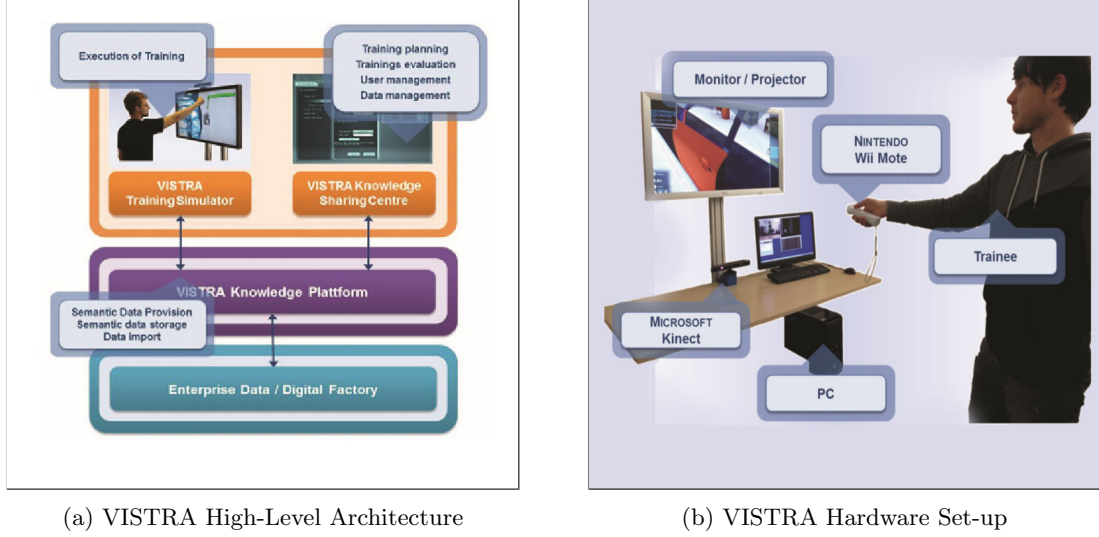 Execution of Training
Training planning
Trainings evaluation
User management
Data management
VISTRA
Training Simulator
VISTRA Knowledge
Sharing Centre
VISTRA Knowledge Plattform
Semantic Data Provision
Semantic data storage
Data import
Enterprise Data / Digital Factory
(a) VISTRA High-Level Architecture
Monitor / Projector
NINTENDO
Wii Mote
Trainee
MICROSOFT
Kinect
PC
(b) VISTRA Hardware Set-up